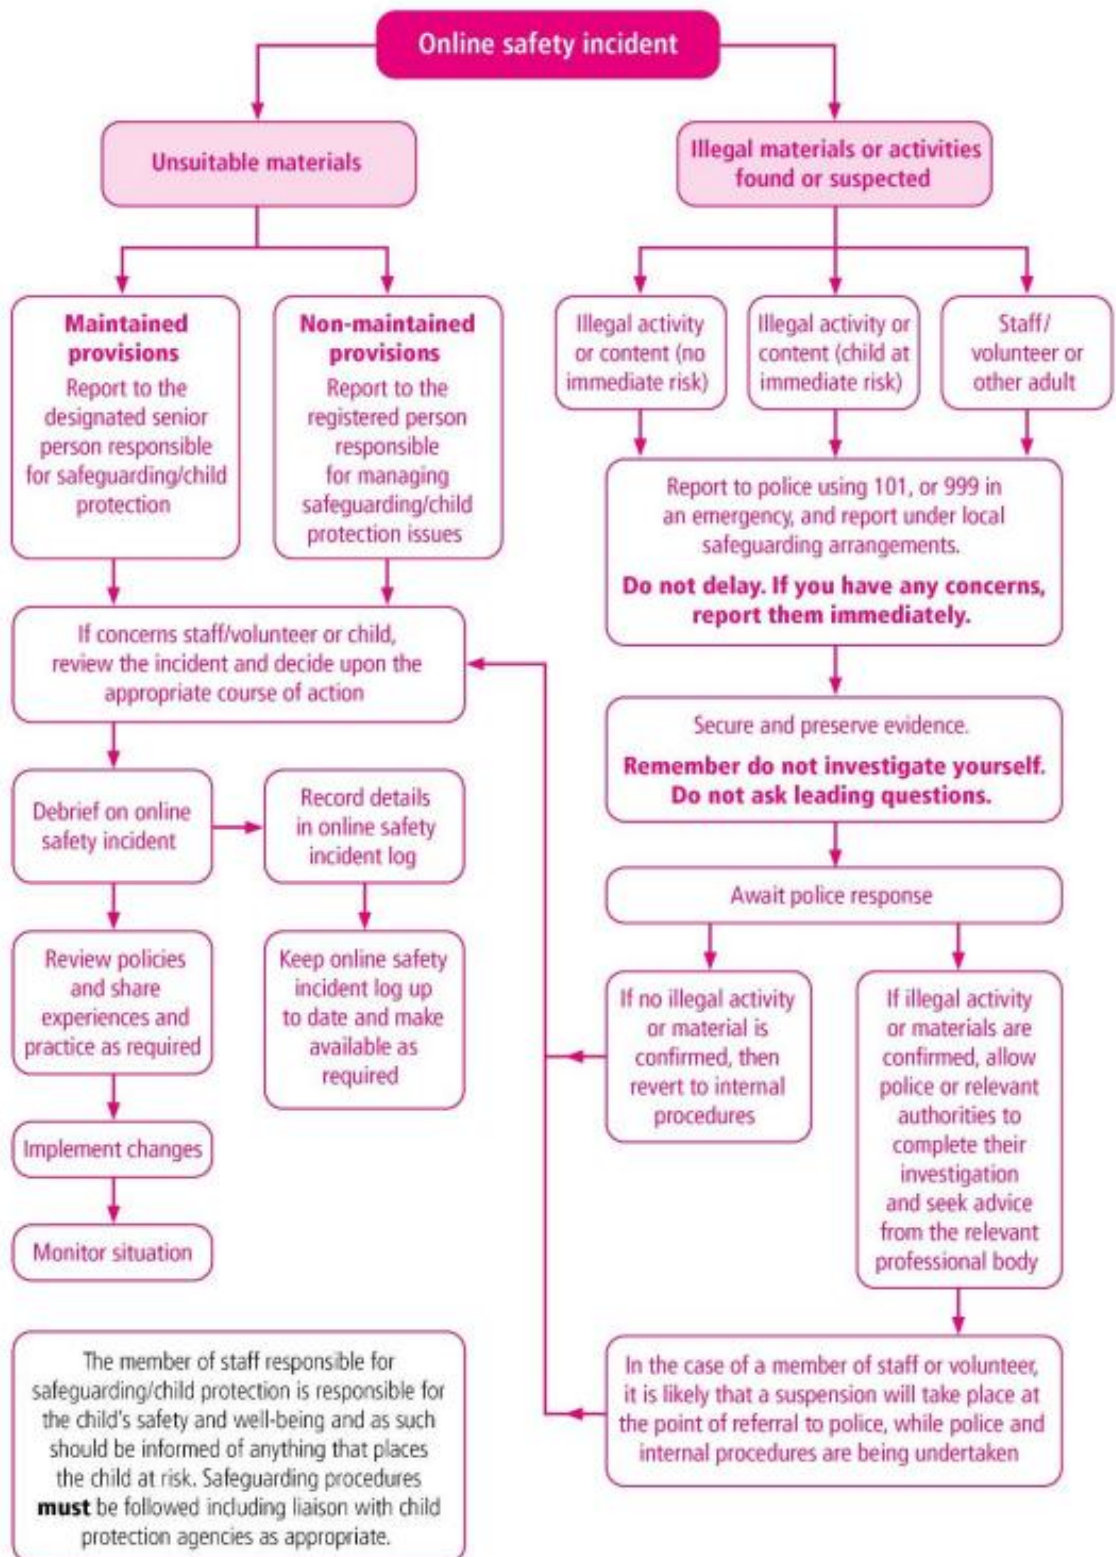 Online safety incident
Unsuitable materials
Illegal materials or activities
found or suspected
Maintained
provisions
Report to the
designated senior
person responsible
for safeguarding/child
protection
Non-maintained
provisions
Report to the
registered person
responsible
for managing
safeguarding/child
protection issues
Illegal activity
or content (no
immediate risk)
Illegal activity or
content (child at
immediate risk)
Staff/
volunteer or
other adult
Report to police using 101, or 999 in
an emergency, and report under local
safeguarding arrangements.
Do not delay. If you have any concerns,
report them immediately.
If concerns staff/volunteer or child,
review the incident and decide upon the
appropriate course of action
Secure and preserve evidence.
Remember do not investigate yourself.
Do not ask leading questions.
Debrief on online
safety incident
Record details
in online safety
incident log
Await police response
Review policies
and share
experiences and
practice as required
Keep online safety
incident log up
to date and make
available as
required
If no illegal activity
or material is
confirmed, then
revert to internal
procedures
If illegal activity
or materials are
confirmed, allow
police or relevant
authorities to
complete their
investigation
and seek advice
from the relevant
professional body
Implement changes
Monitor situation
In the case of a member of staff or volunteer,
it is likely that a suspension will take place at
the point of referral to police, while police and
internal procedures are being undertaken
The member of staff responsible for
safeguarding/child protection is responsible for
the child's safety and well-being and as such
should be informed of anything that places
the child at risk. Safeguarding procedures
must be followed including liaison with child
protection agencies as appropriate.